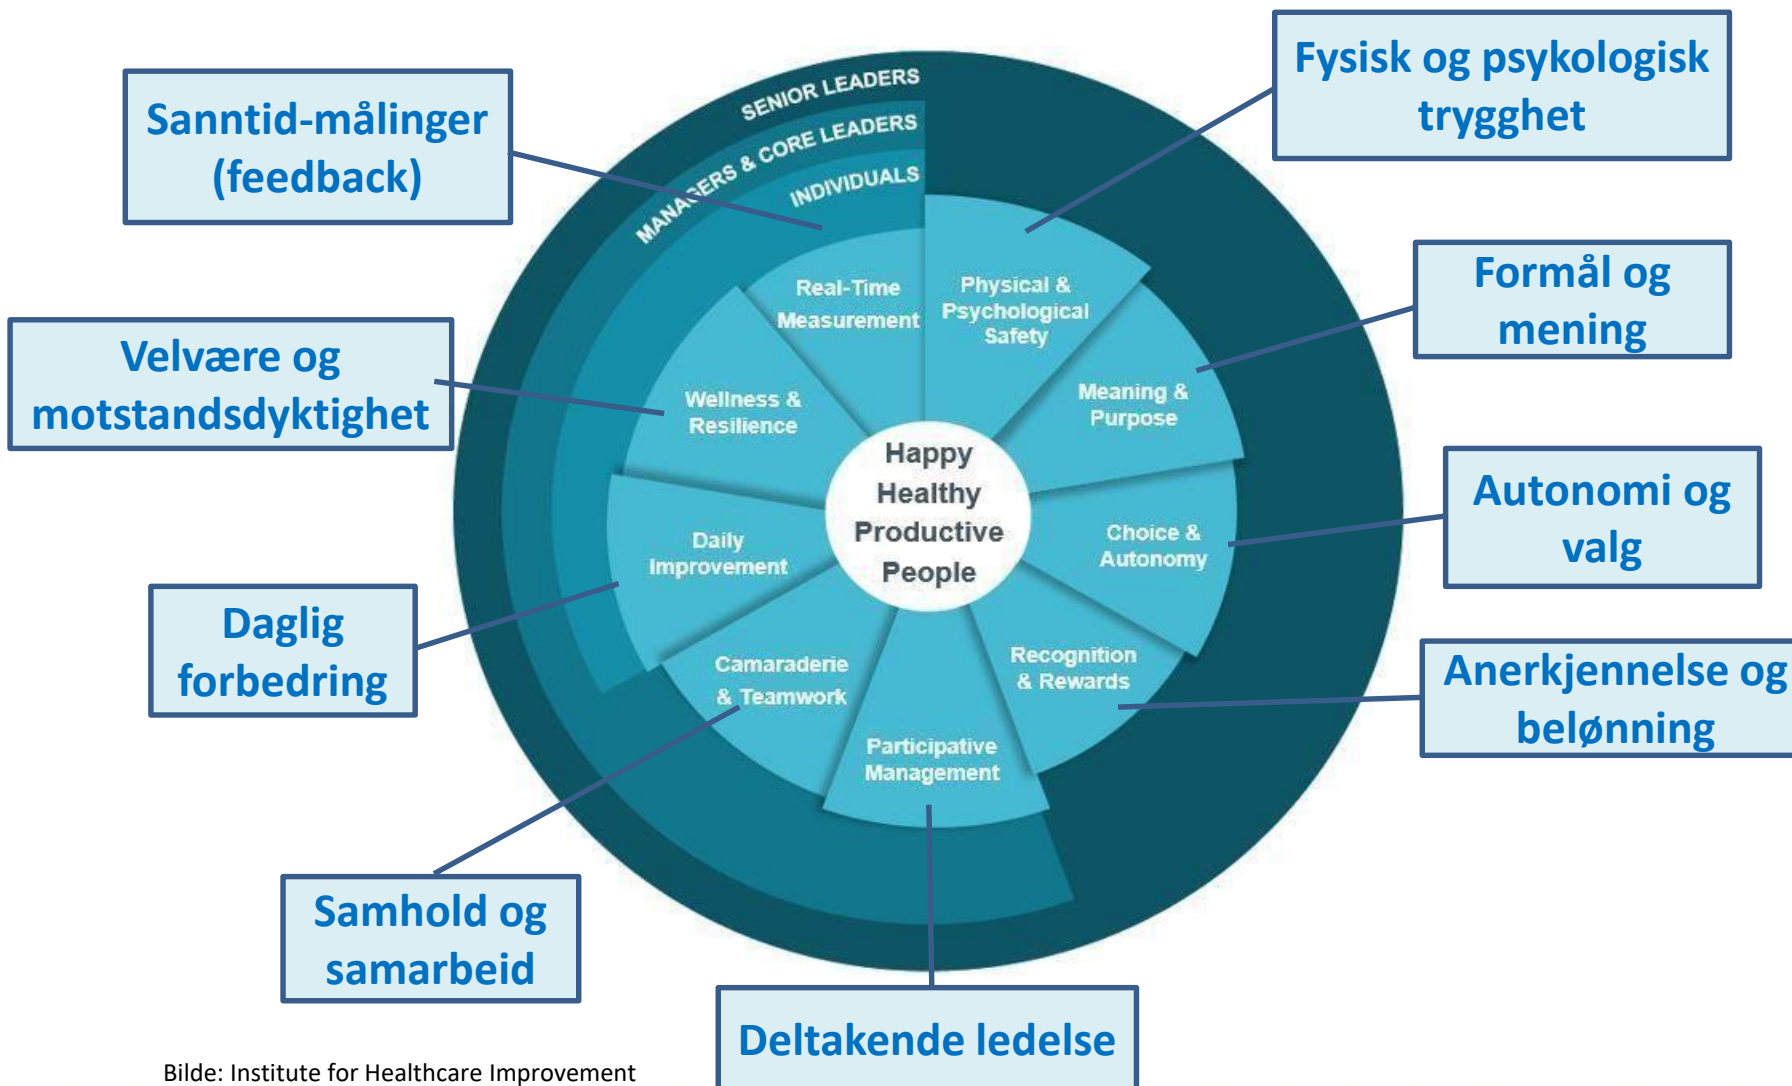 Fysisk og psykologisk
trygghet
Sanntid-målinger
(feedback)
SENIOR LEADERS
MANAGERS & CORE LEADERS
INDIVIDUALS
Real-Time
Measurement
Physical &
Psychological
Safety
Formål og
mening
Velvære og
motstandsdyktighet
Wellness &
Resilience
Meaning &
Purpose
Happy
Healthy
Productive
People
Autonomi og
valg
Choice &
Autonomy
Daily
Improvement
Daglig
forbedring
Camaraderie
& Teamwork
Recognition
& Rewards
Anerkjennelse og
belønning
Participative
Management
Samhold og
samarbeid
Deltakende ledelse
Bilde: Institute for Healthcare Improvement